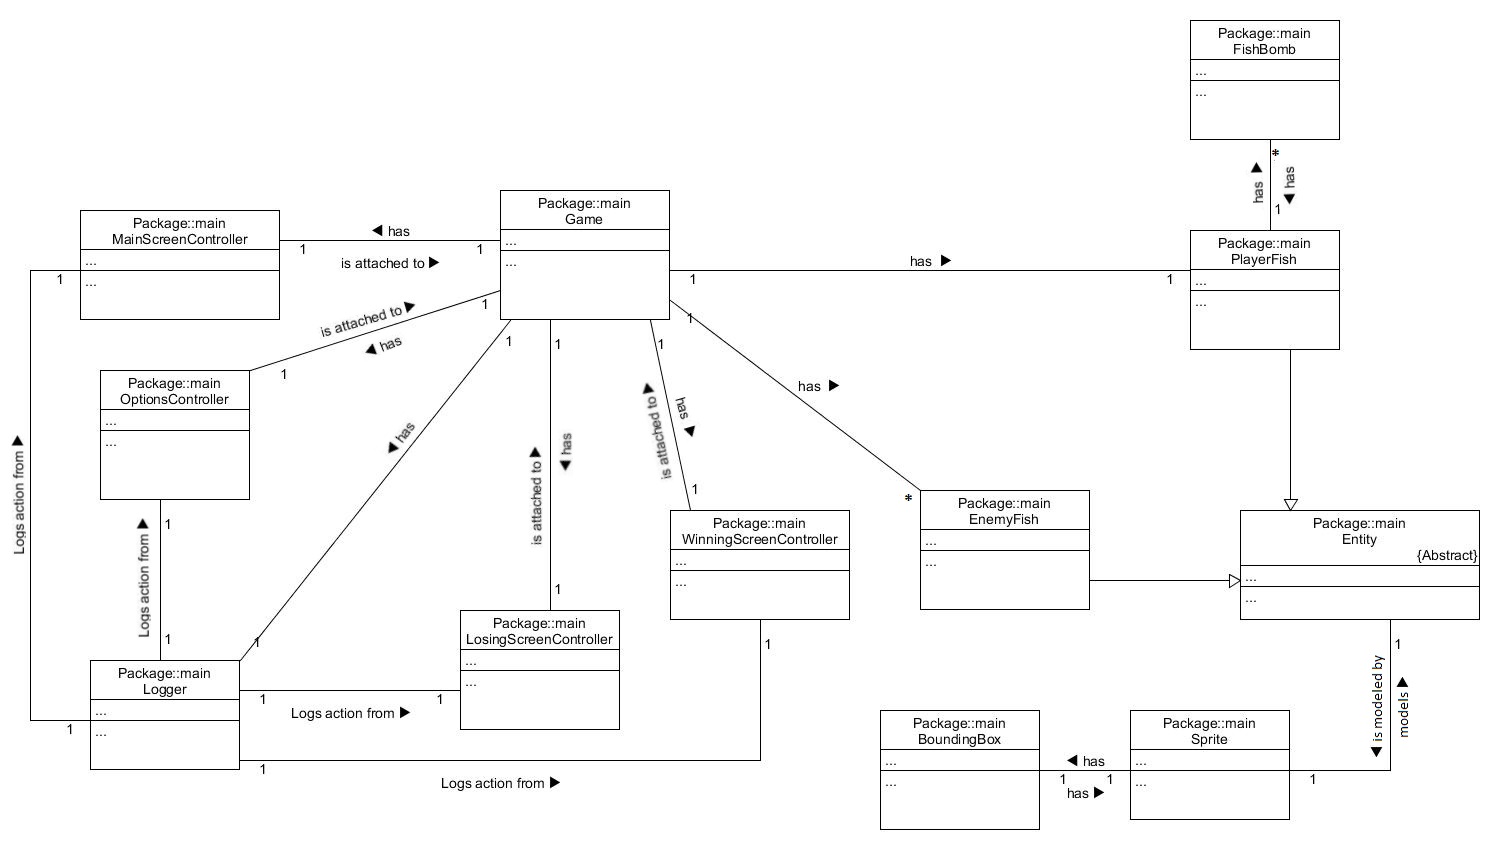 Package::main
FishBomb
...
...
*
has ▶
◀ has
1
Package::main
Game
...
...
Package::main
MainScreenController
...
...
◀ has
1
1
is attached to ▶
Package::main
PlayerFish
...
...
has ▶
1
1
1
is attached to ▶
◀ has
1
1
1
1
1
1
Package::main
OptionsController
...
...
◀ has
has ▶
is attached to ▶
has ▶
is attached to ▶
◀ has
Logs action from ▶
1
*
Package::main
EnemyFish
...
...
Package::main
Entity
{Abstract}
...
...
Package::main
WinningScreenController
...
...
Logs action from ▶
1
1
1
1
Package::main
LosingScreenController
...
...
Package::main
Logger
...
...
1
1
1
Logs action from ▶
1
1
◀ is modeled by
models ▶
1
Logs action from ▶
Package::main
BoundingBox
...
...
◀ has
1
1
has ▶
Package::main
Sprite
...
...
1